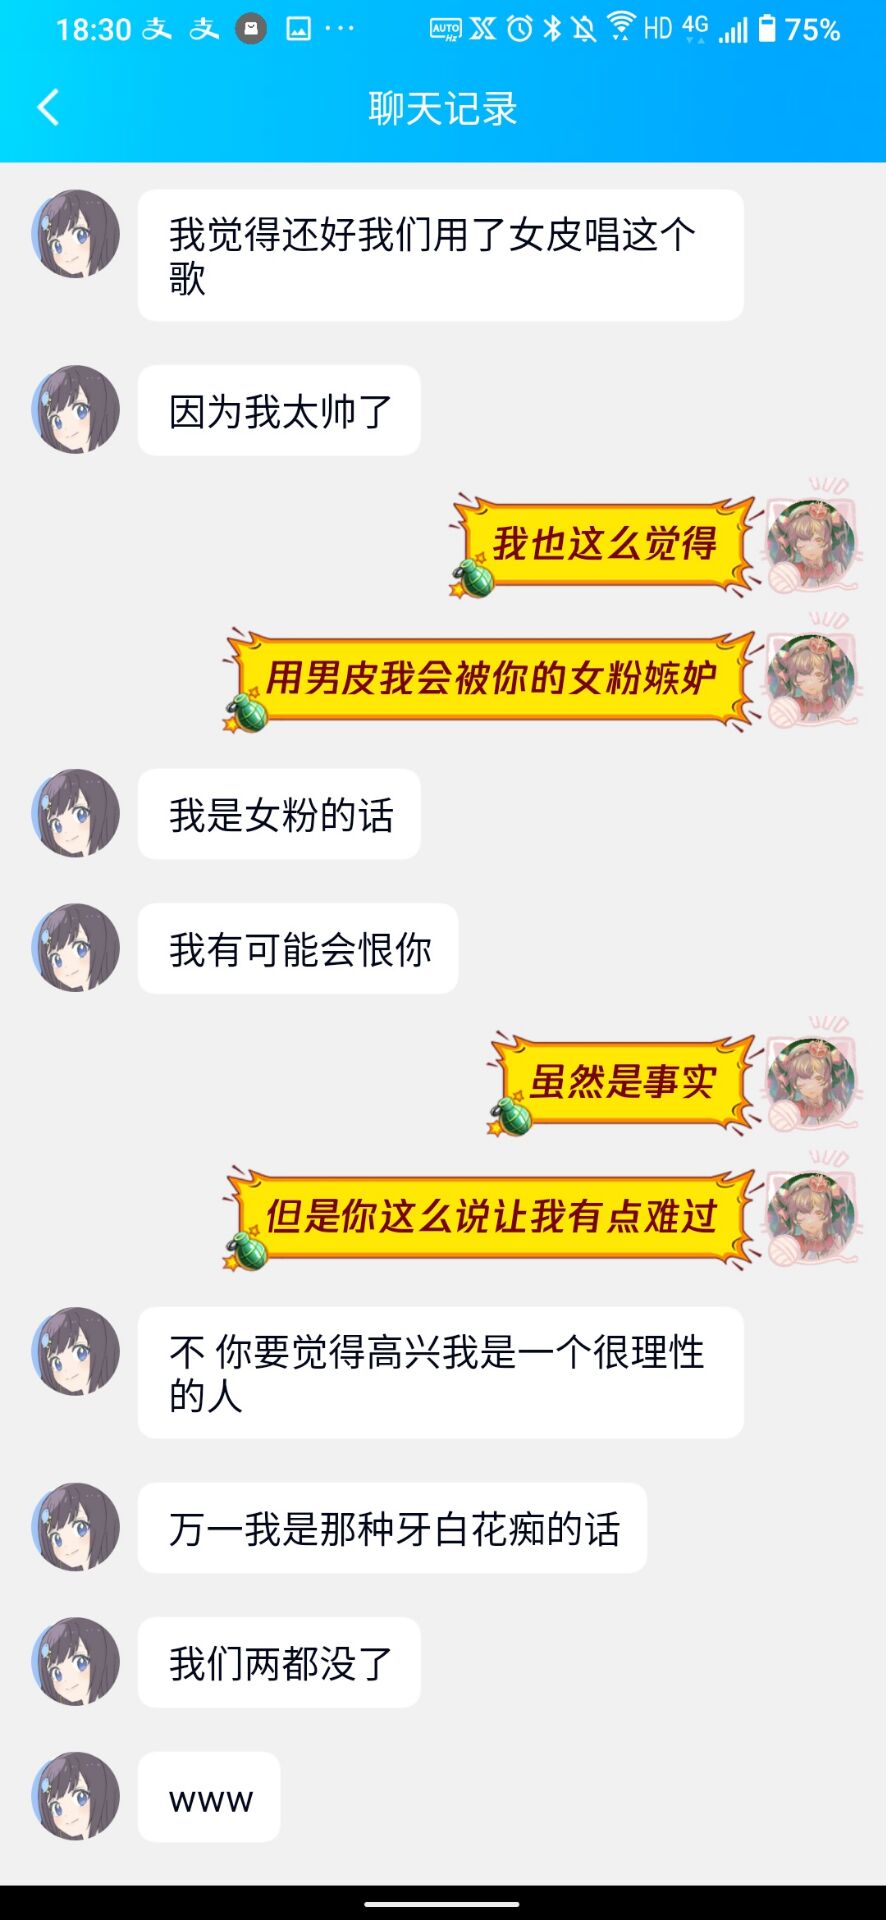 18:30 支 支 ··· AUTO Hz HD 4G 75%
聊天记录
我觉得还好我们用了女皮唱这个
歌
因为我太帅了
我也这么觉得
用男皮我会被你的女粉嫉妒
我是女粉的话
我有可能会恨你
虽然是事实
但是你这么说让我有点难过
不 你要觉得高兴我是一个很理性
的人
万一我是那种牙白花痴的话
我们两都没了
www